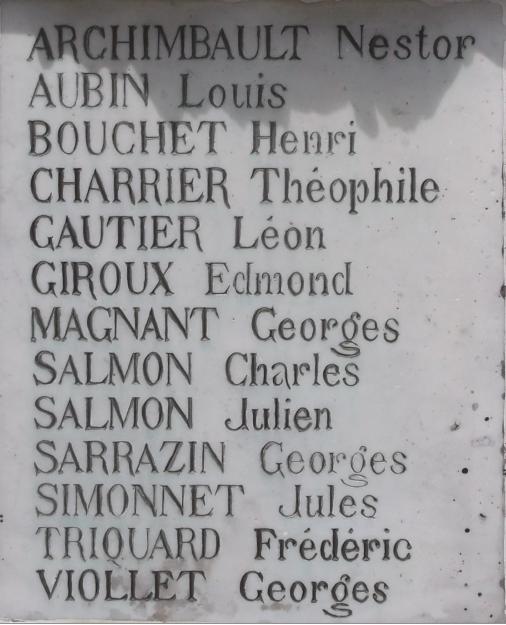 ARCHIMBAULT Nestor
AUBIN Louis
BOUCHET Henri
CHARRIER Théophile
GAUTIER Léon
GIROUX Edmond
MAGNANT Georges
SALMON Charles
SALMON Julien
SARRAZIN Georges
SIMONNET Jules
TRIQUARD Frédéric
VIOLLET Georges